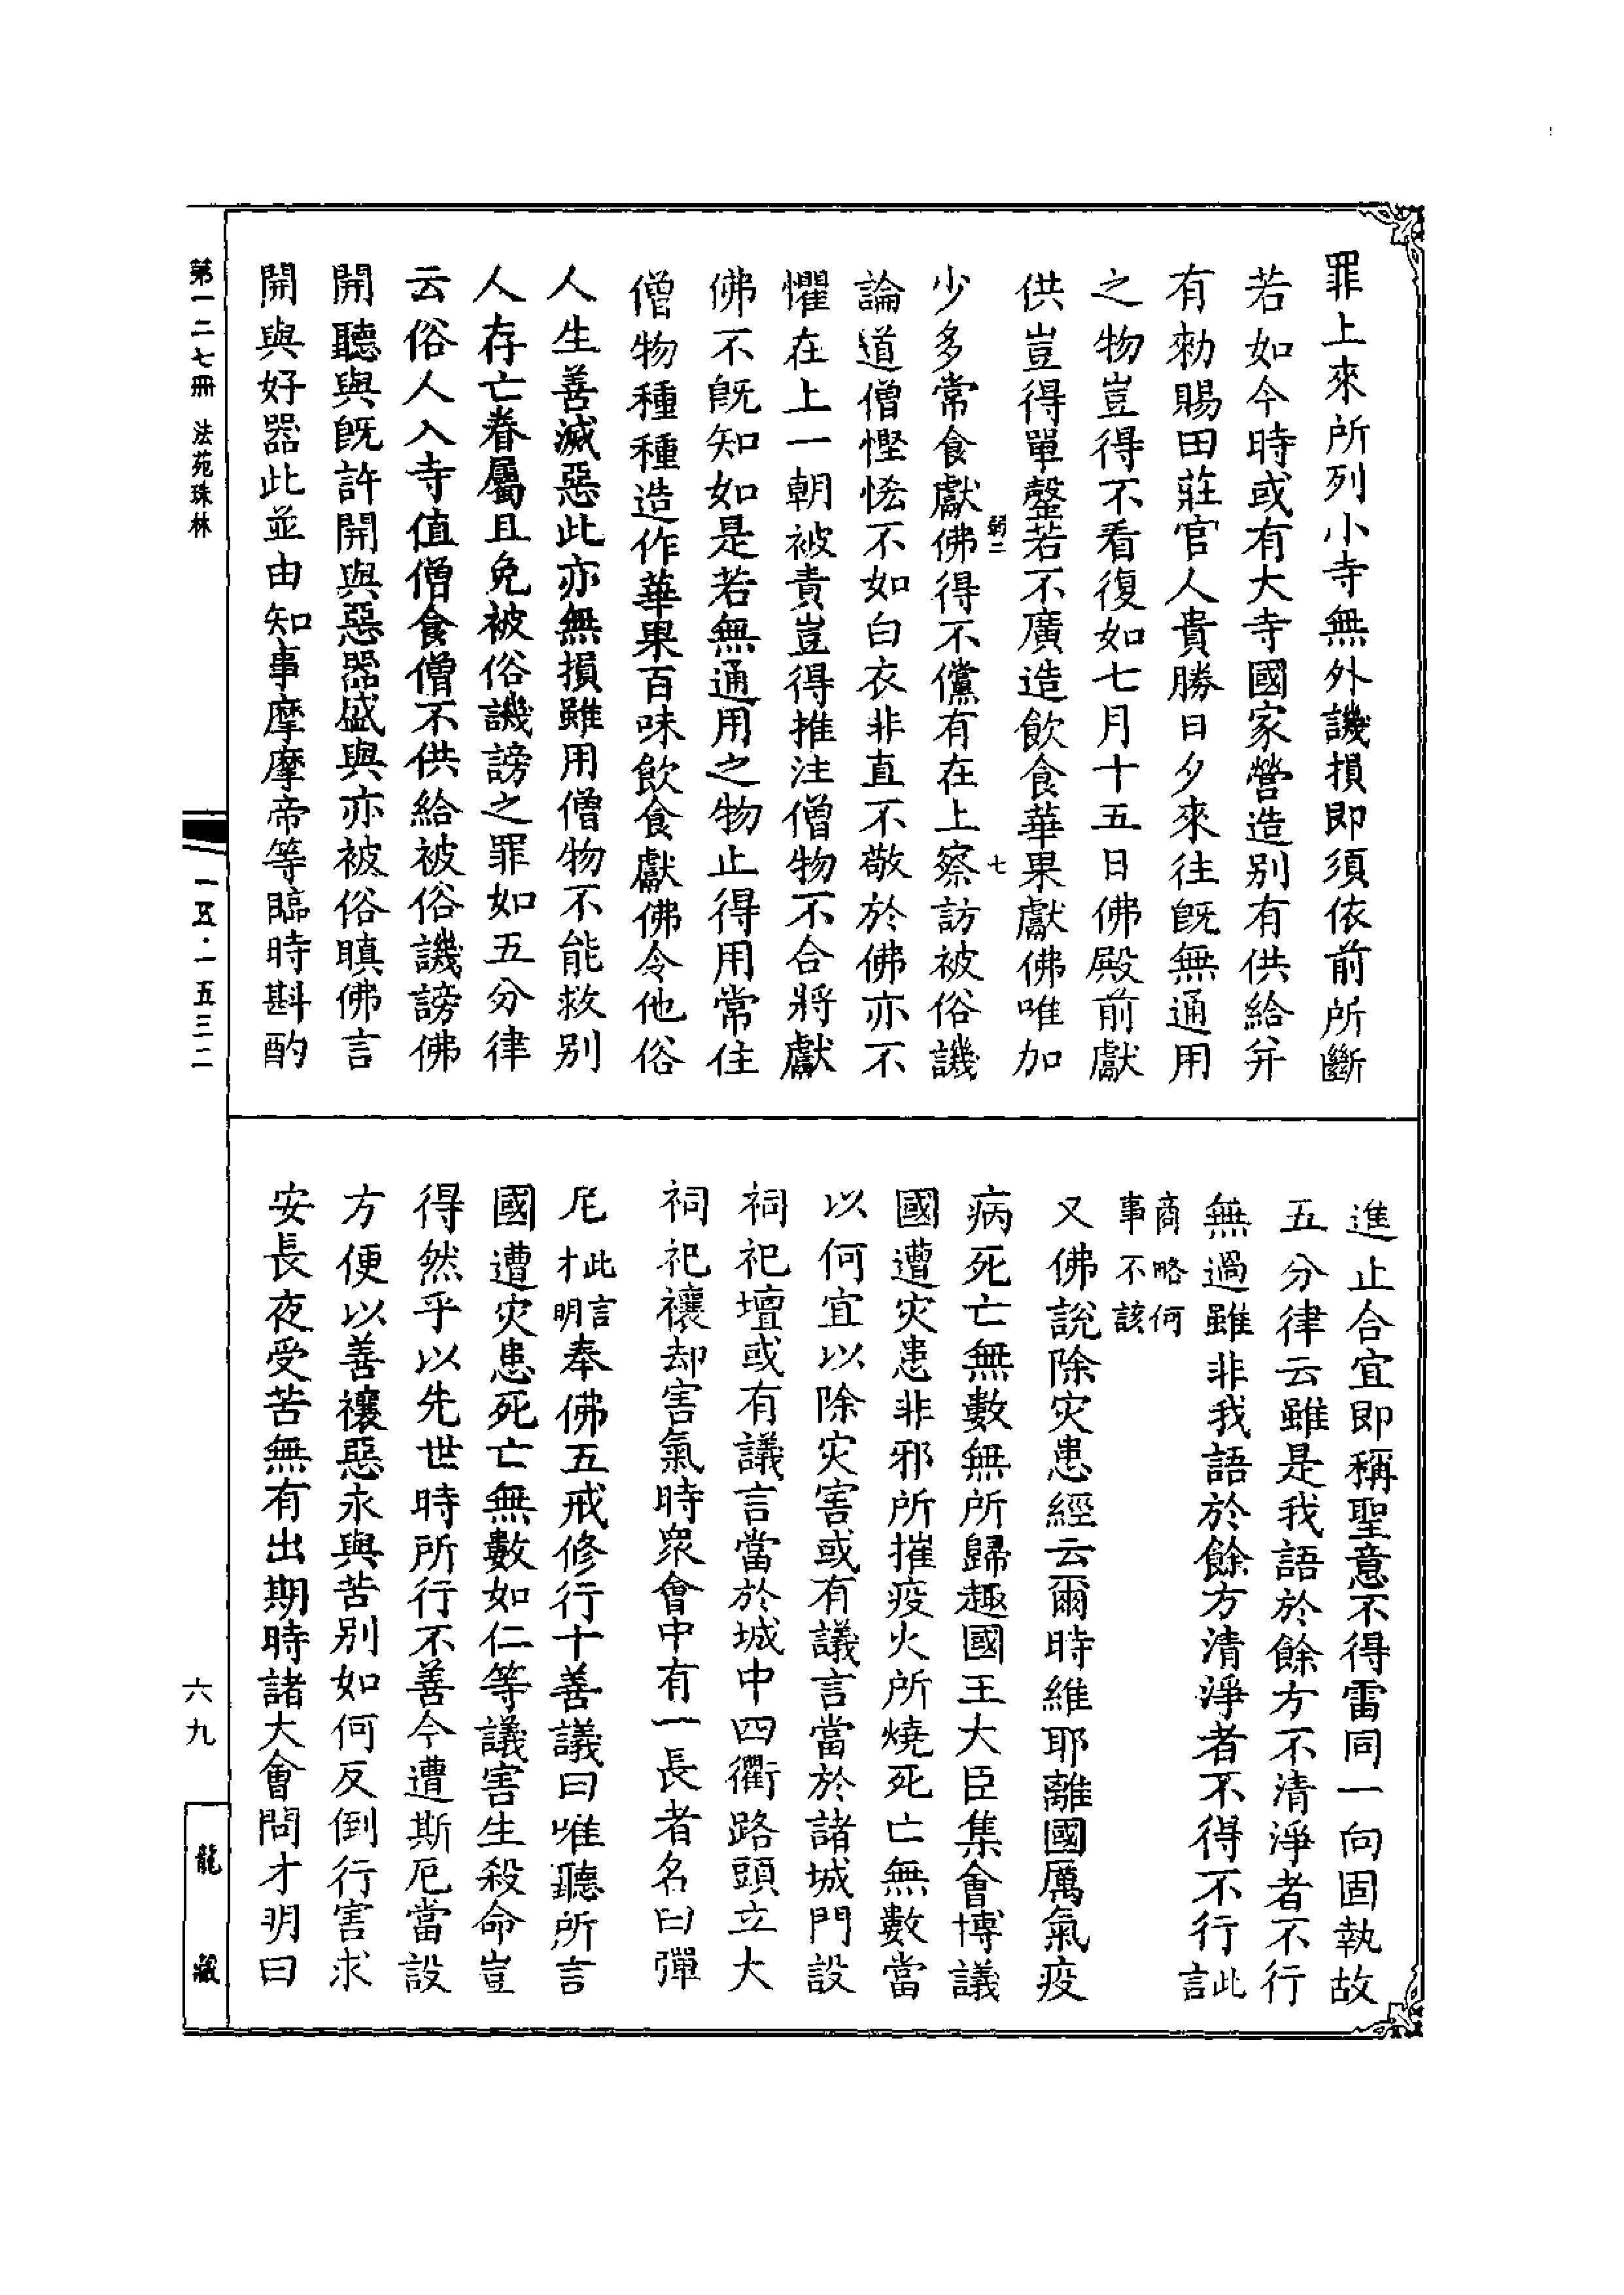 罪上來所列小寺無外譏損即須依前所斷
若如今時或有大寺國家營造别有供給并
有勑賜田莊官人貴勝日夕來往旣無通用
之物豈得不看復如七月十五日佛殿前獻
供豈得單罄若不廣造飲食華果獻佛唯加
弱二 七
少多常食獻佛得不儻有在上察訪被俗譏
論道僧慳悋不如白衣非直不敬於佛亦不
懼在上一朝被責豈得推注僧物不合將獻
佛不旣知如是若無通用之物止得用常住
僧物種種造作華果百味飲食獻佛令他俗
人生善滅惡此亦無損雖用僧物不能救别
人存亡眷屬且免被俗譏謗之罪如五分律
云俗人入寺值僧食僧不供給被俗譏謗佛
開聽與旣許開與惡器盛與亦被俗瞋佛言
開與好器此並由知事摩摩帝等臨時斟酌
進止合宜即稱聖意不得雷同一向固執故
五分律云雖是我語於餘方不清淨者不行
無過雖非我語於餘方清淨者不得不行此言
商略何
事不該
又佛說除灾患經云爾時維耶離國厲氣疫
病死亡無數無所歸趣國王大臣集會博議
國遭灾患非邪所摧疫火所燒死亡無數當
以何宜以除灾害或有議言當於諸城門設
祠祀壇或有議言當於城中四衢路頭立大
祠祀禳却害氣時衆會中有一長者名曰彈
尼此言才明奉佛五戒修行十善議曰唯聽所言
國遭灾患死亡無數如仁等議害生殺命豈
得然乎以先世時所行不善今遭斯厄當設
方便以善禳惡永與苦别如何反倒行害求
安長夜受苦無有出期時諸大會問才明曰
第一二七冊 法苑珠林
一五·一五三二
六九
龍藏